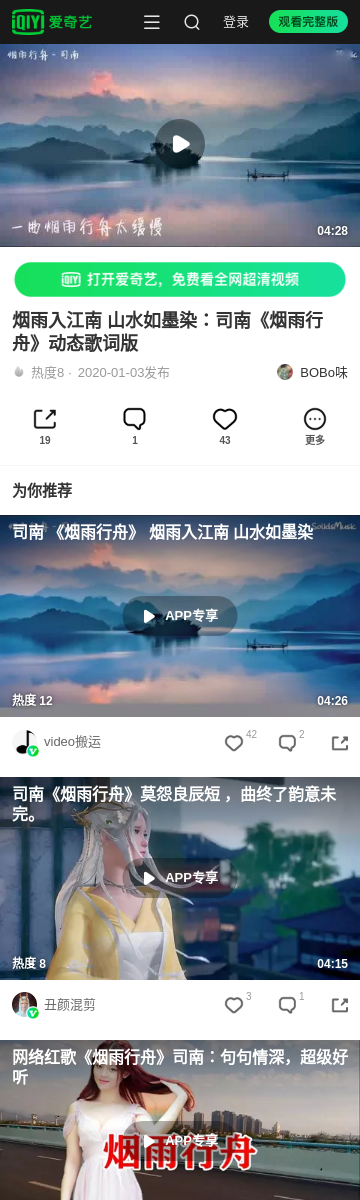 iQIYI 爱奇艺
登录
观看完整版
烟雨行舟 - 司南
一曲烟雨行舟太缓慢
04:28
iQIYI 打开爱奇艺，免费看全网超清视频
烟雨入江南 山水如墨染：司南《烟雨行
舟》动态歌词版
热度8 · 2020-01-03发布
BOBo味
19
1
43
更多
为你推荐
司南 《烟雨行舟》 烟雨入江南 山水如墨染
APP专享
热度 12
04:26
video搬运
42
2
司南《烟雨行舟》莫怨良辰短 ，曲终了韵意未
完。
APP专享
热度 8
04:15
丑颜混剪
3
1
网络红歌《烟雨行舟》司南：句句情深，超级好
听
APP专享
烟雨行舟